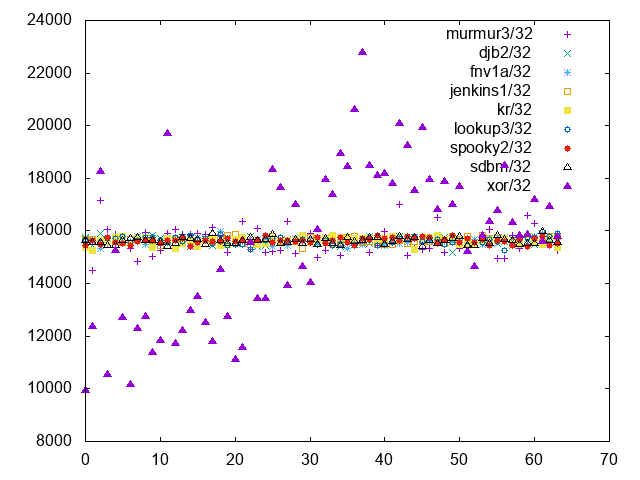 24000
22000
20000
18000
16000
14000
12000
10000
8000
0 10 20 30 40 50 60 70
murmur3/32
djb2/32
fnv1a/32
jenkins1/32
kr/32
lookup3/32
spooky2/32
sdbm/32
xor/32